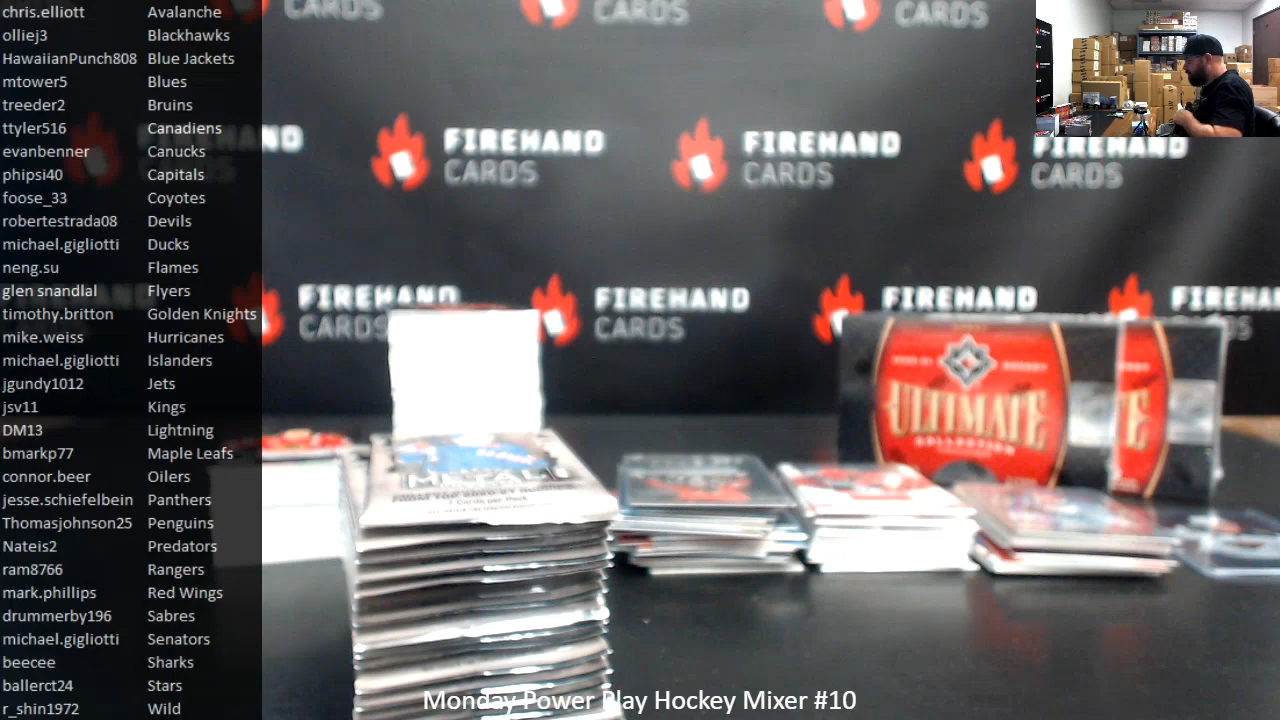 chris.elliott Avalanche
olliej3 Blackhawks
HawaiianPunch808 Blue Jackets
mtower5 Blues
treeder2 Bruins
ttyler516 Canadiens
evanbenner Canucks
phipsi40 Capitals
foose_33 Coyotes
robertestrada08 Devils
michael.gigliotti Ducks
neng.su Flames
glen snandlal Flyers
timothy.britton Golden Knights
mike.weiss Hurricanes
michael.gigliotti Islanders
jgundy1012 Jets
jsv11 Kings
DM13 Lightning
bmarkp77 Maple Leafs
connor.beer Oilers
jesse.schiefelbein Panthers
Thomasjohnson25 Penguins
Nateis2 Predators
ram8766 Rangers
mark.phillips Red Wings
drummerby196 Sabres
michael.gigliotti Senators
beecee Sharks
ballerct24 Stars
r_shin1972 Wild
CARDS
CARDS
CARDS
FIREHAND
CARDS
FIREHAND
CARDS
FIREHAND
CARDS
FIREHAND
CARDS
FIREHAND
CARDS
FIREHAND
CARDS
ULTIMATE
COLLECTION
METAL
Monday Power Play Hockey Mixer #10